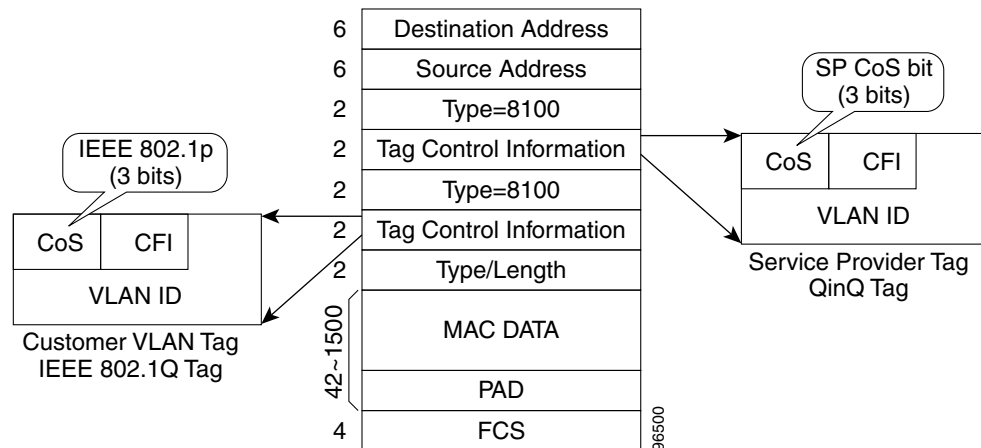 6 Destination Address
6 Source Address
2 Type=8100
2 Tag Control Information
2 Type=8100
2 Tag Control Information
2 Type/Length
42~1500
MAC DATA
PAD
4 FCS
IEEE 802.1p
(3 bits)
CoS CFI
VLAN ID
Customer VLAN Tag
IEEE 802.1Q Tag
SP CoS bit
(3 bits)
CoS CFI
VLAN ID
Service Provider Tag
QinQ Tag
96500